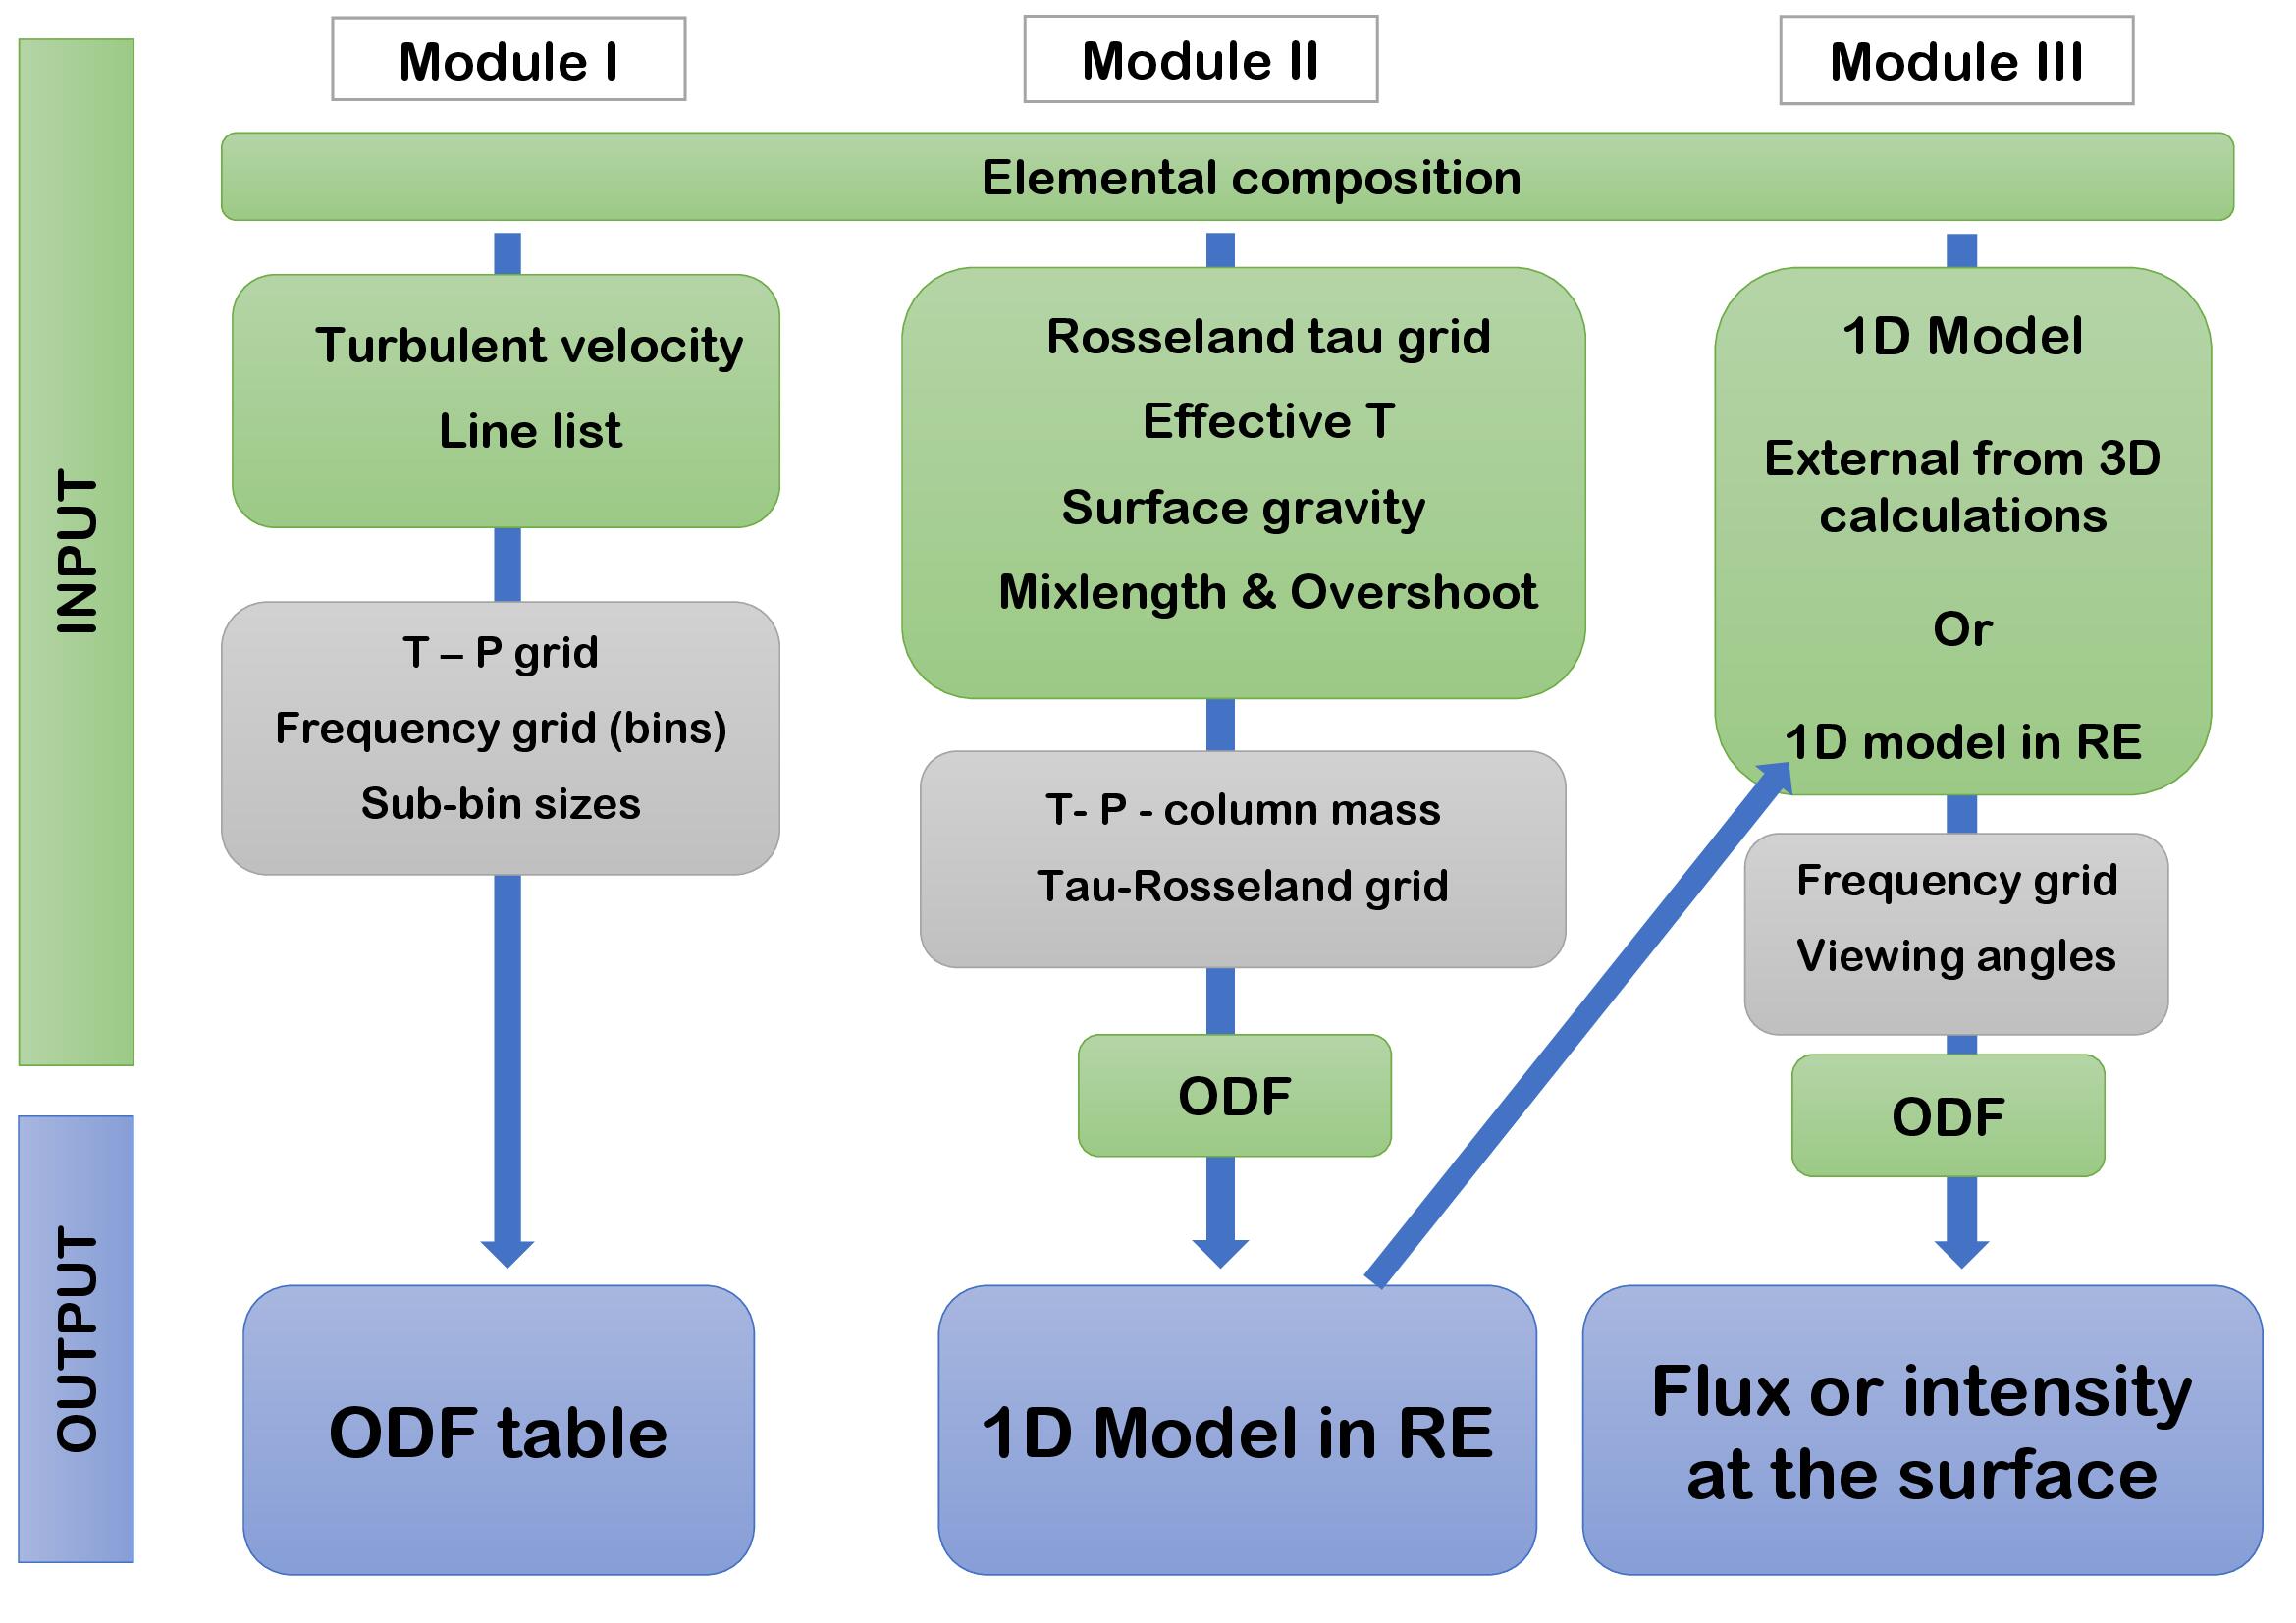 INPUT
OUTPUT
Module I
Module II
Module III
Elemental composition
Turbulent velocity
Line list
T – P grid
Frequency grid (bins)
Sub-bin sizes
ODF table
Rosseland tau grid
Effective T
Surface gravity
Mixlength & Overshoot
T- P - column mass
Tau-Rosseland grid
ODF
1D Model in RE
1D Model
External from 3D
calculations
Or
1D model in RE
Frequency grid
Viewing angles
ODF
Flux or intensity
at the surface